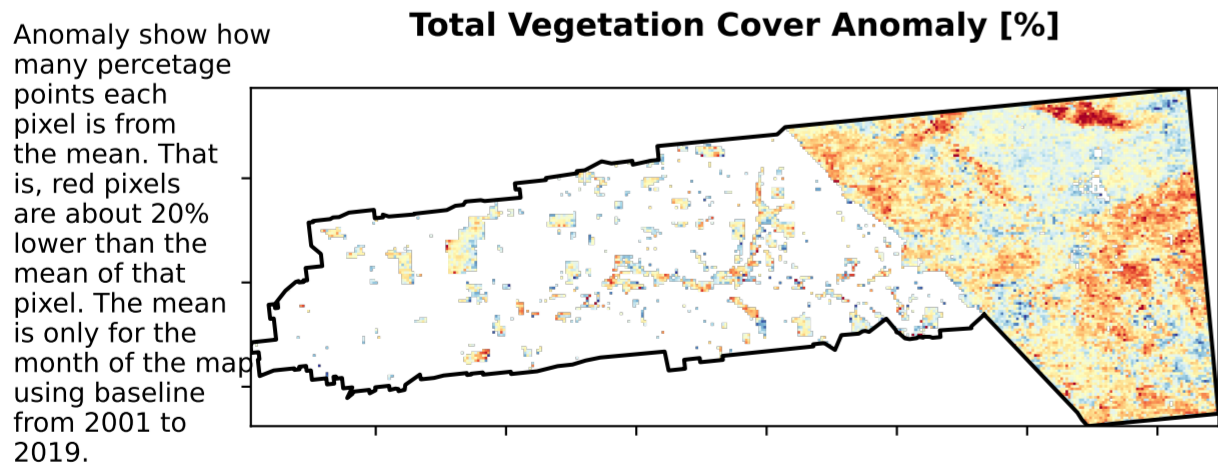 Total Vegetation Cover Anomaly [%]
Anomaly show how
many percetage
points each
pixel is from
the mean. That
is, red pixels
are about 20%
lower than the
mean of that
pixel. The mean
is only for the
month of the map
using baseline
from 2001 to
2019.